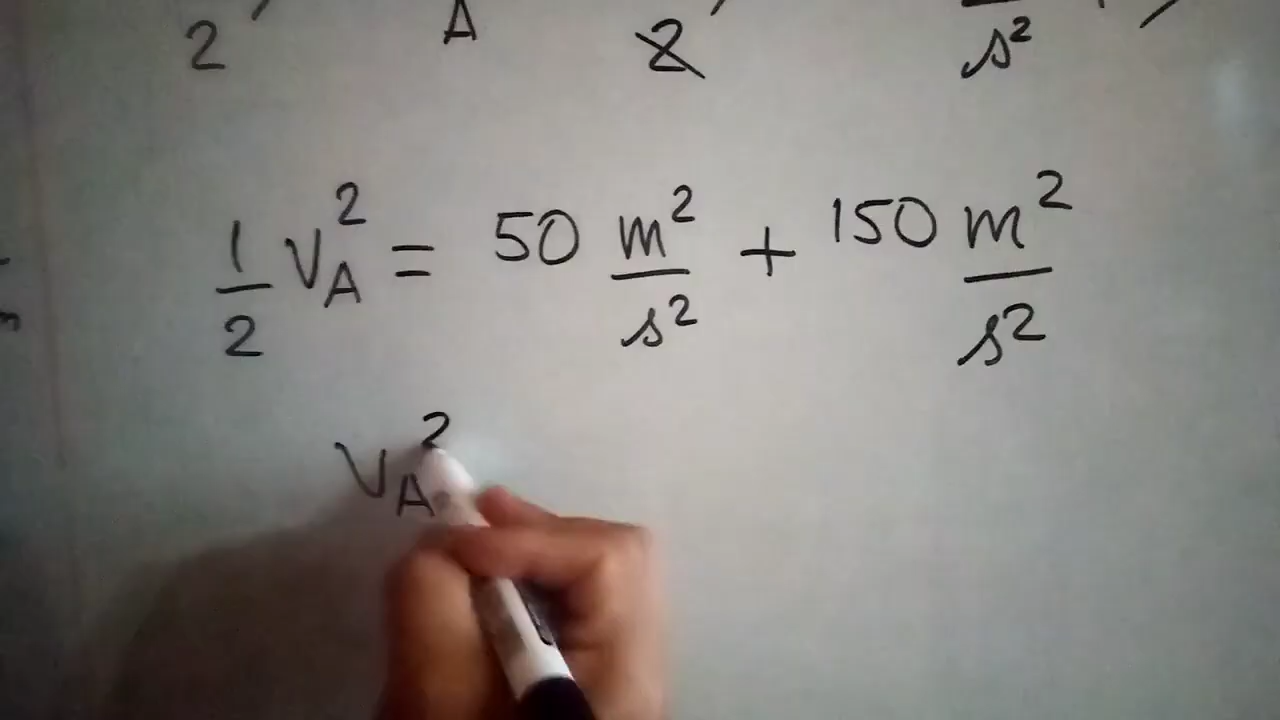 2 A 2 s²
1/2 V_A² = 50 m²/s² + 150 m²/s²
V_A²